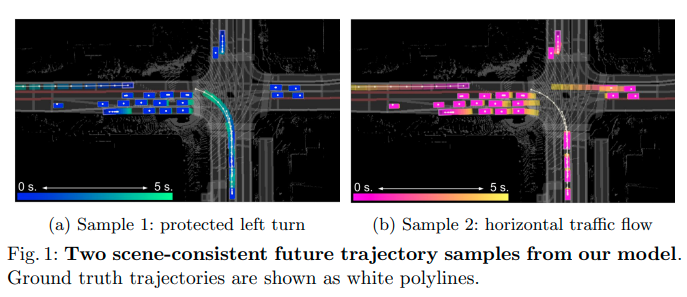 0 s.
5 s.
0 s.
5 s.
(a) Sample 1: protected left turn
(b) Sample 2: horizontal traffic flow
Fig. 1: Two scene-consistent future trajectory samples from our model.
Ground truth trajectories are shown as white polylines.